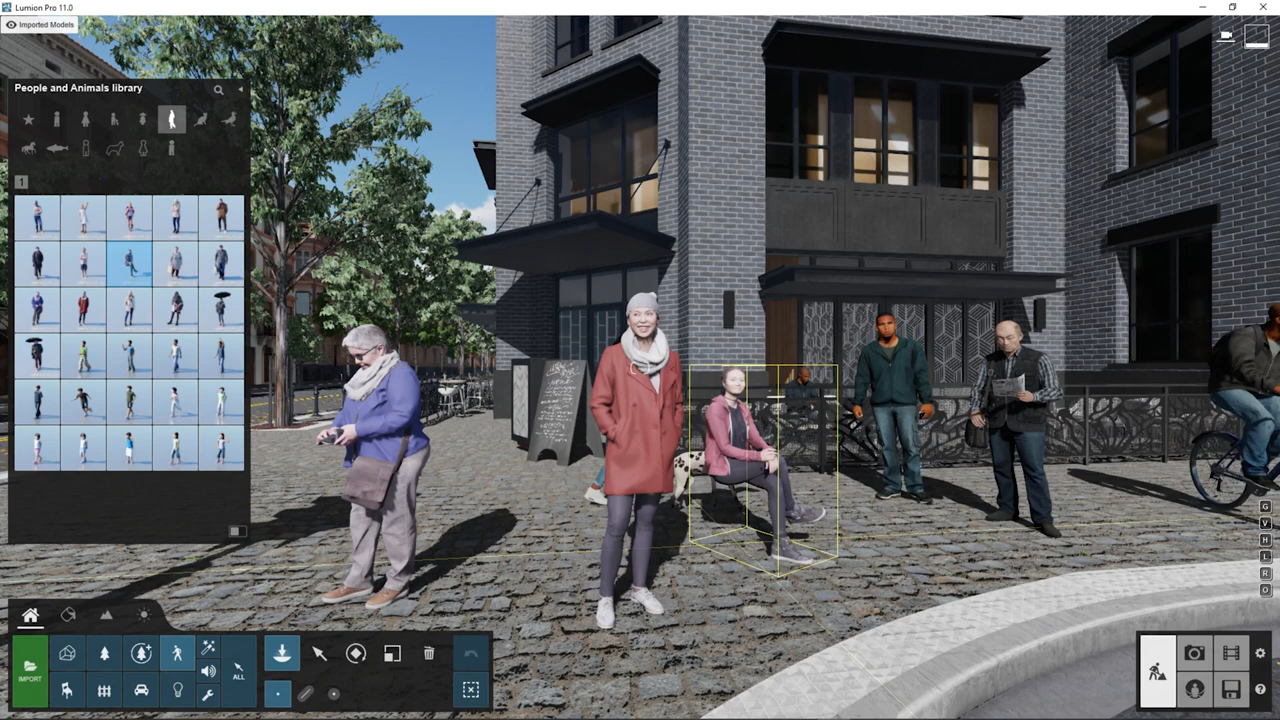 Lumion Pro 11.0
Imported Models
People and Animals library
1
G
V
H
L
R
O
IMPORT
ALL